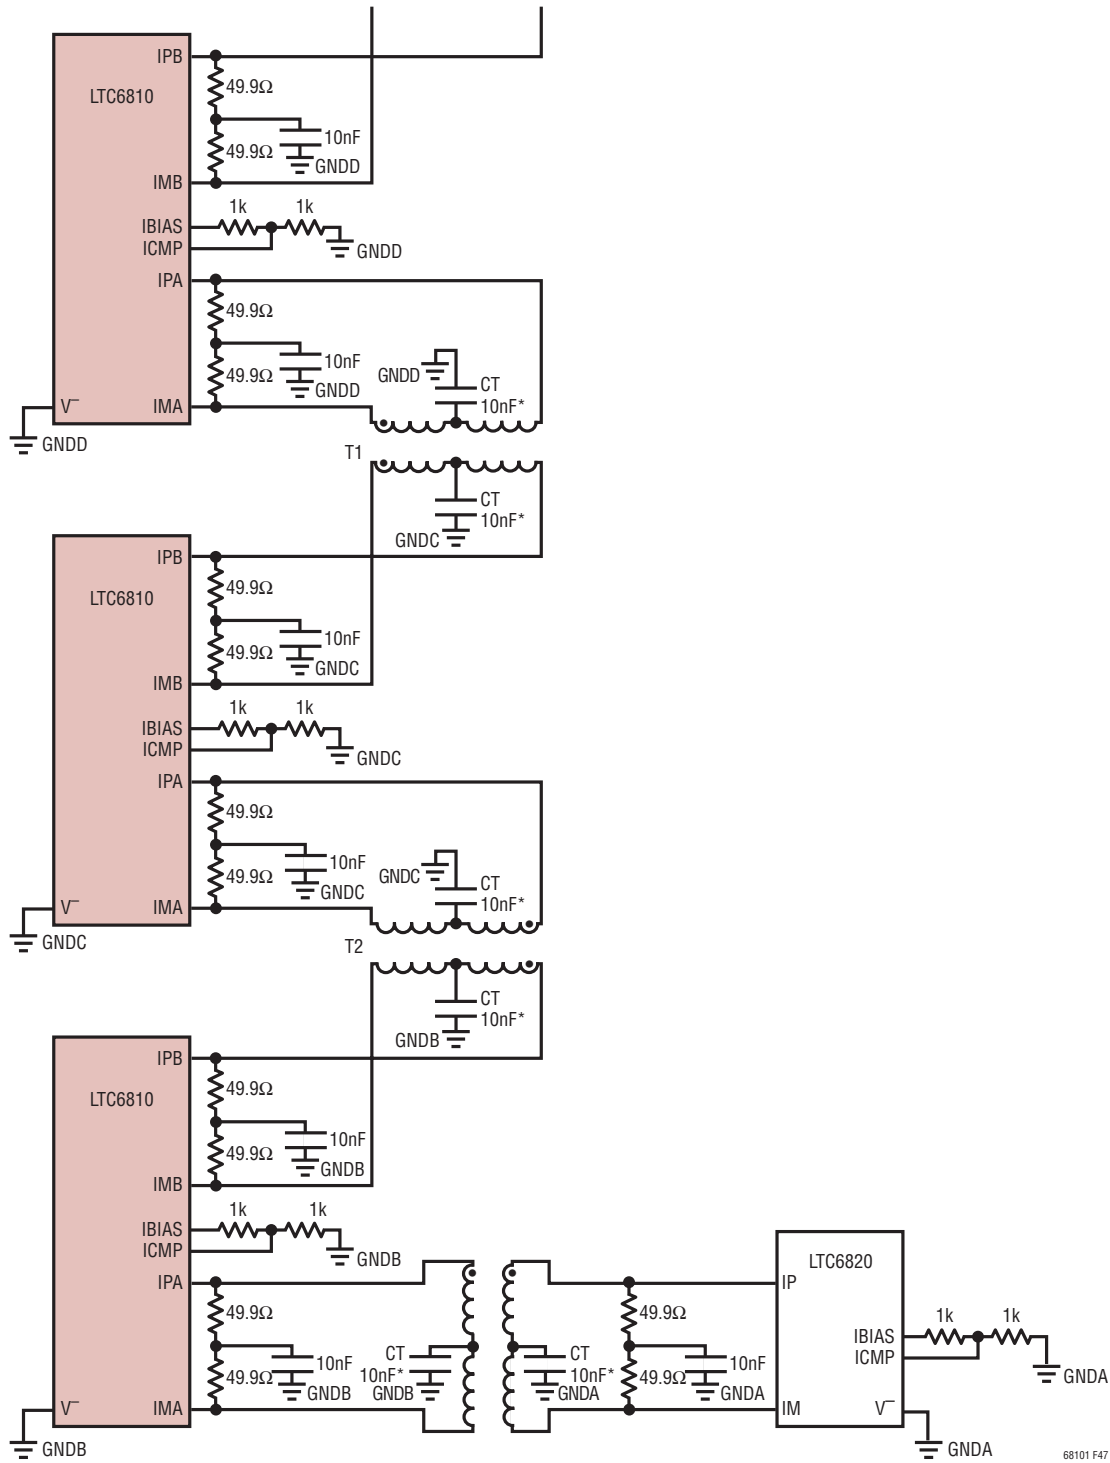 IPB
LTC6810
49.9Ω
10nF
49.9Ω
GNDD
IMB
1k 1k
IBIAS
ICMP
GNDD
IPA
49.9Ω
10nF
49.9Ω
GNDD
GNDD
CT
10nF*
V– IMA
GNDD
T1
CT
10nF*
GNDC
IPB
LTC6810
49.9Ω
10nF
49.9Ω
GNDC
IMB
1k 1k
IBIAS
ICMP
GNDC
IPA
49.9Ω
10nF
49.9Ω
GNDC
GNDC
CT
10nF*
V– IMA
GNDC
T2
CT
10nF*
GNDB
IPB
LTC6810
49.9Ω
10nF
49.9Ω
GNDB
IMB
1k 1k
IBIAS
ICMP
GNDB
IPA
49.9Ω
10nF
49.9Ω
GNDB
CT
10nF*
GNDB
V– IMA
GNDB
CT
10nF*
GNDA
49.9Ω
10nF
49.9Ω
GNDA
LTC6820
IP
IBIAS
ICMP
1k 1k
GNDA
IM V–
GNDA
68101 F47